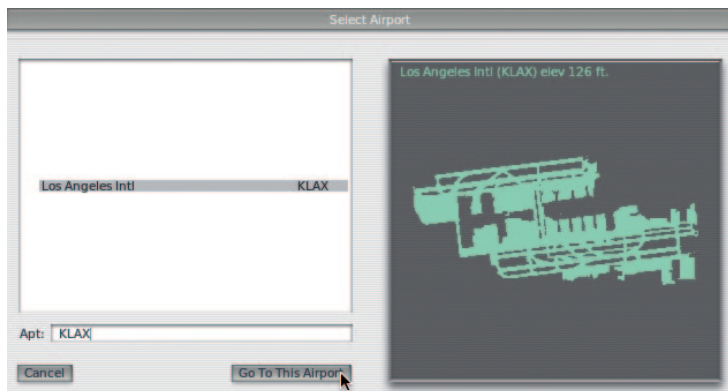 Select Airport
Los Angeles Intl KLAX
Apt: KLAX
Cancel Go To This Airport
Los Angeles Intl (KLAX) elev 126 ft.